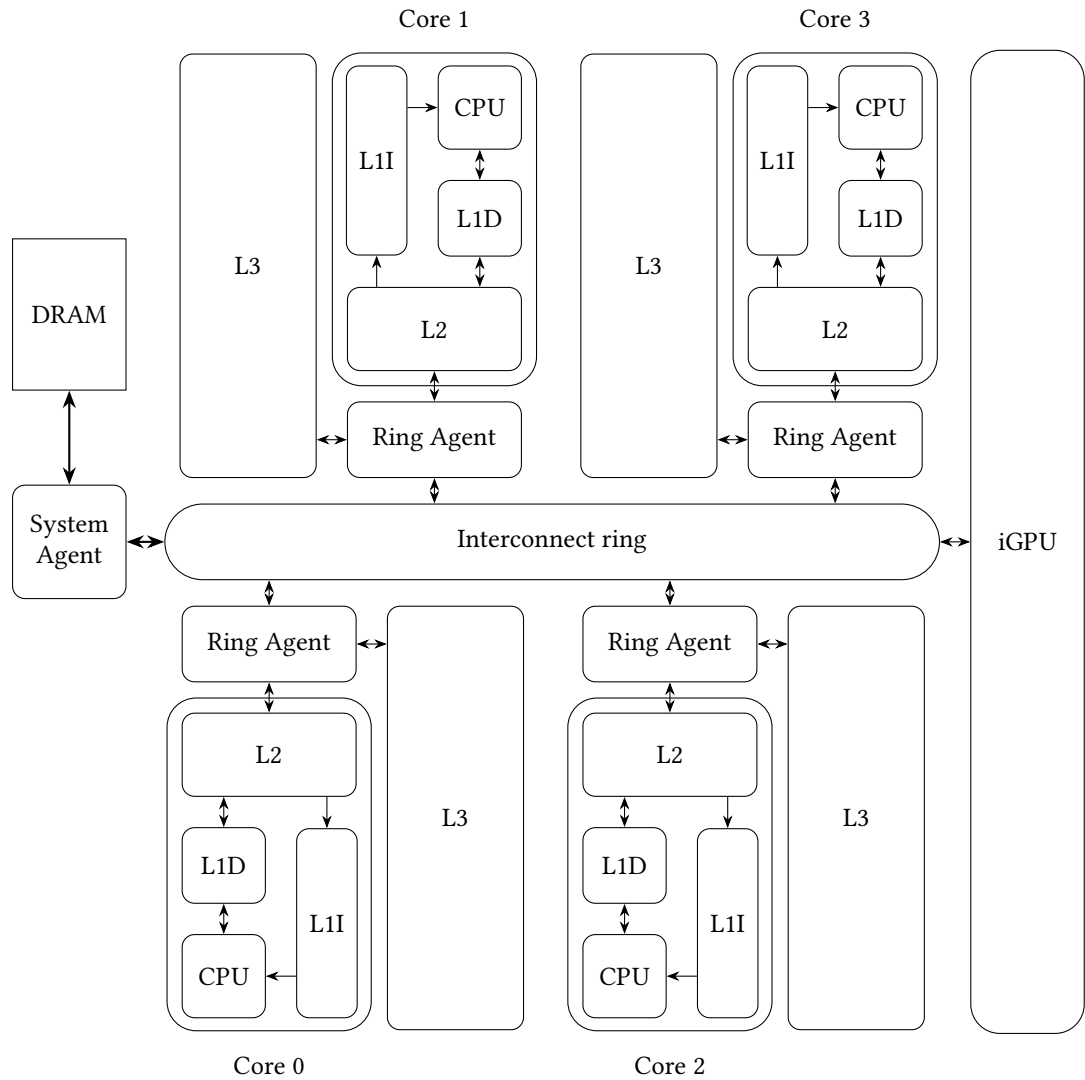 Core 1
Core 3
L1I
CPU
L1D
L3
L2
Ring Agent
L1I
CPU
L1D
L3
L2
Ring Agent
DRAM
System
Agent
Interconnect ring
iGPU
Ring Agent
L2
L1D
L1I
CPU
L3
Ring Agent
L2
L1D
L1I
CPU
L3
Core 0
Core 2